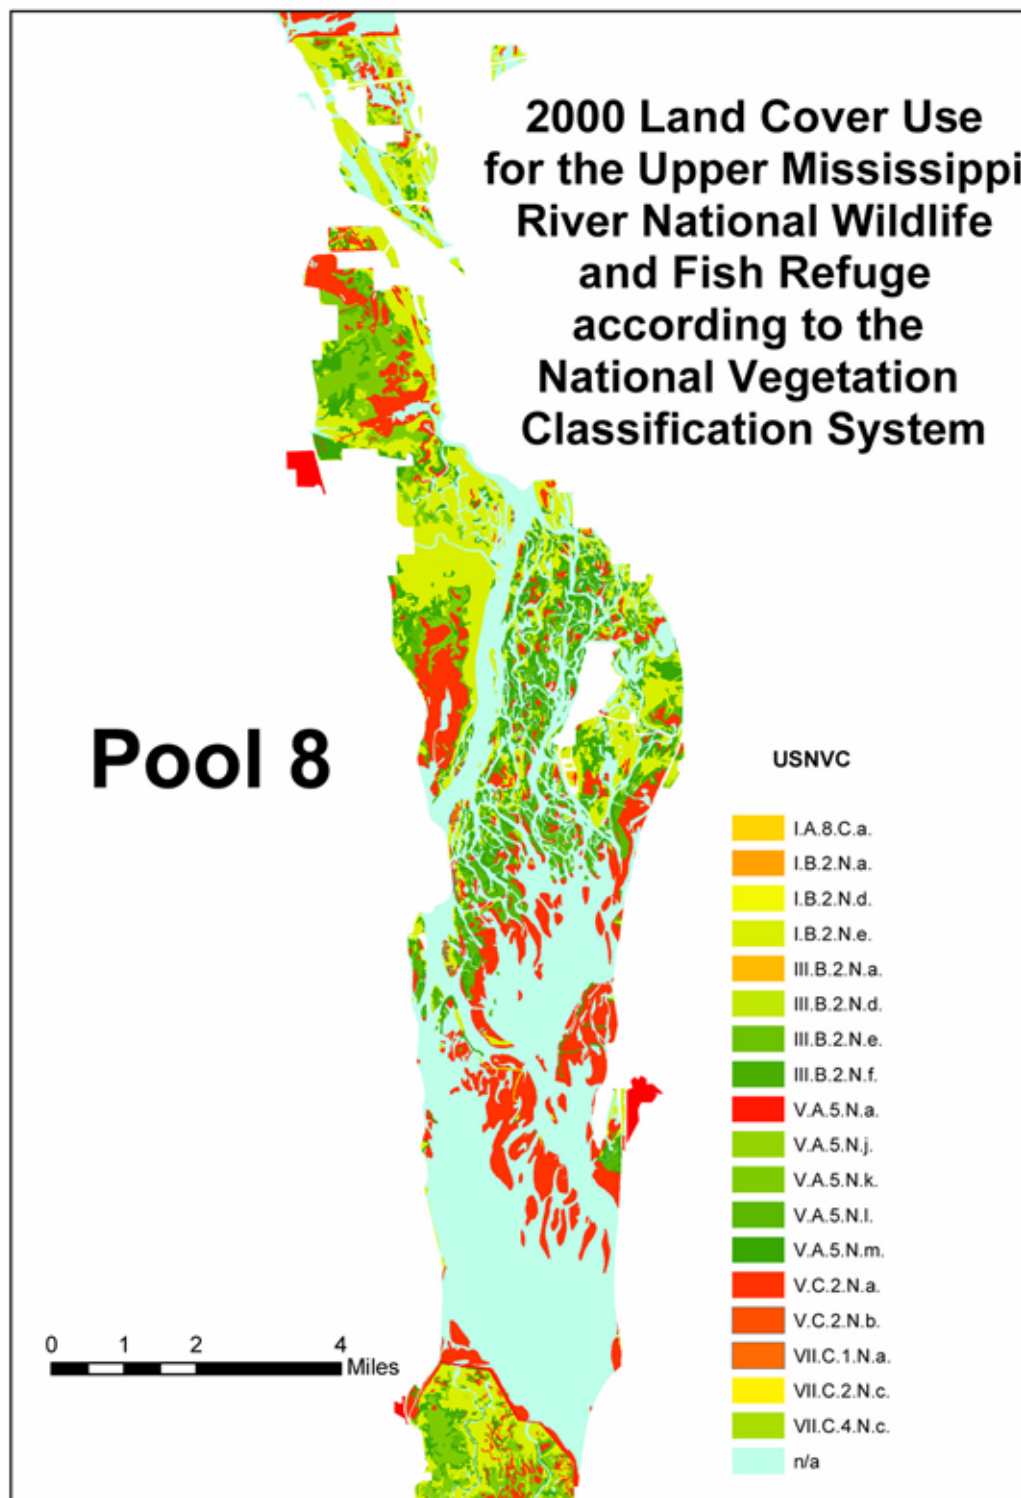 2000 Land Cover Use
for the Upper Mississippi
River National Wildlife
and Fish Refuge
according to the
National Vegetation
Classification System
Pool 8
USNVC
I.A.8.C.a.
I.B.2.N.a.
I.B.2.N.d.
I.B.2.N.e.
III.B.2.N.a.
III.B.2.N.d.
III.B.2.N.e.
III.B.2.N.f.
V.A.5.N.a.
V.A.5.N.j.
V.A.5.N.k.
V.A.5.N.l.
V.A.5.N.m.
V.C.2.N.a.
V.C.2.N.b.
VII.C.1.N.a.
VII.C.2.N.c.
VII.C.4.N.c.
n/a
0 1 2 4
Miles